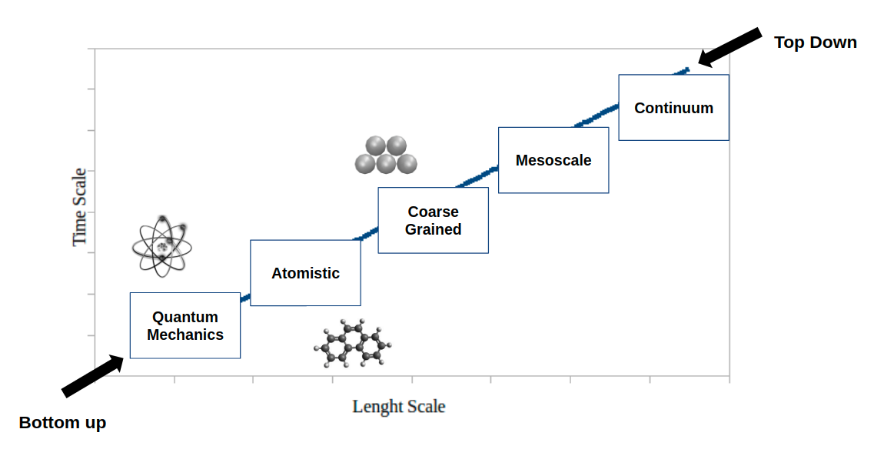 Top Down
Continuum
Mesoscale
Time Scale
Coarse
Grained
Atomistic
Quantum
Mechanics
Lenght Scale
Bottom up